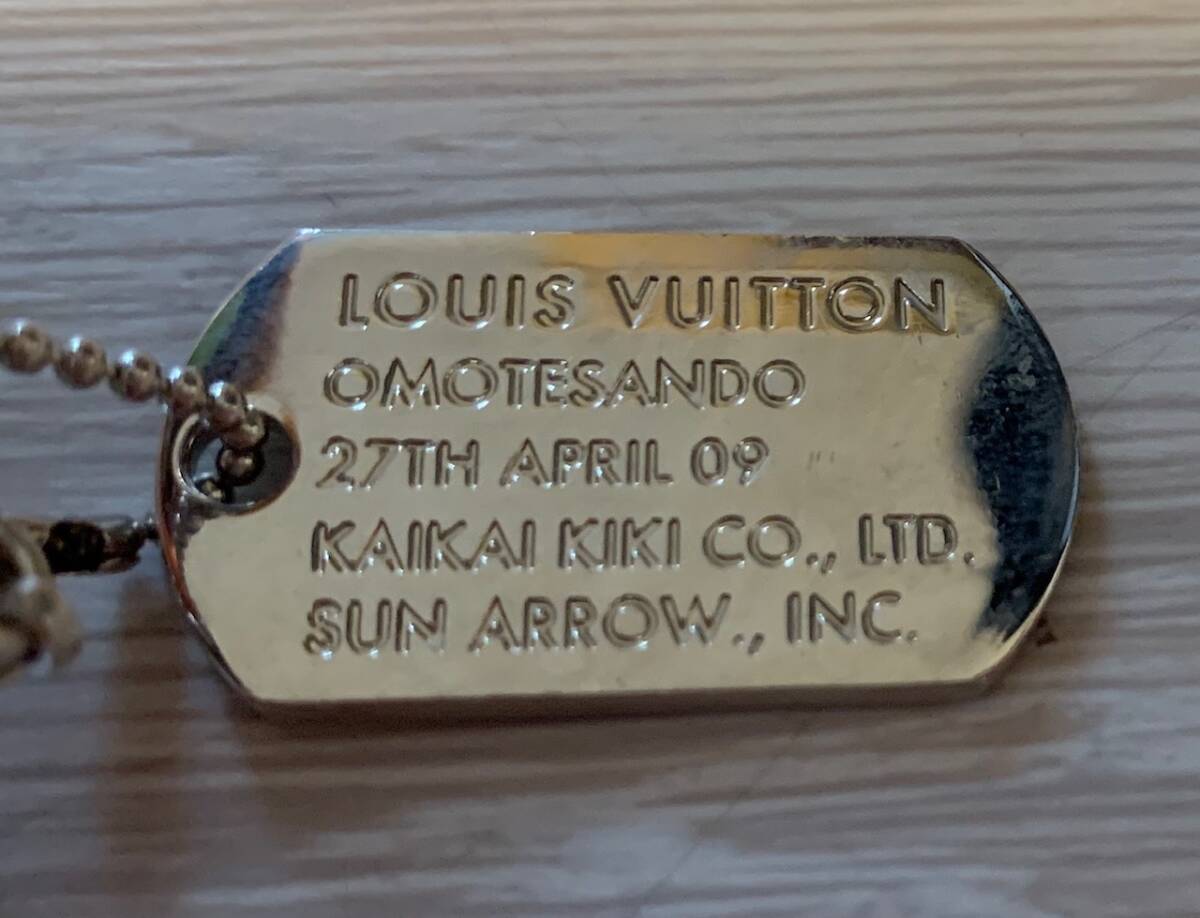 LOUIS VUITTON
OMOTESANDO
27TH APRIL 09
KAIKAI KIKI CO., LTD.
SUN ARROW., INC.